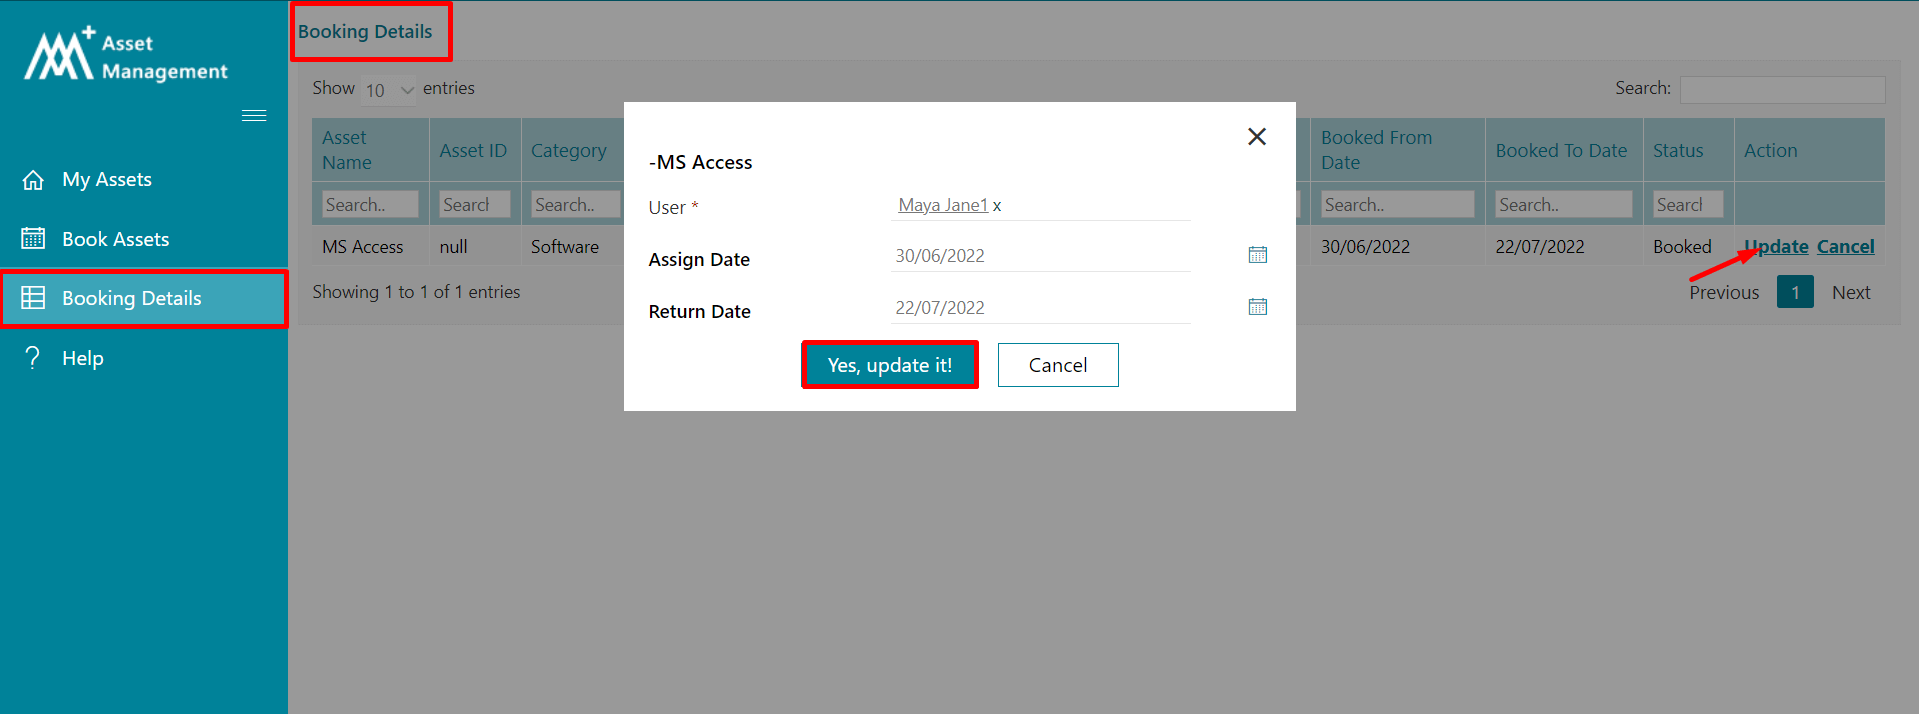 Asset
Management
My Assets
Book Assets
Booking Details
Help
Booking Details
Show 10 entries
Search:
Asset Name
Asset ID
Category
Booked From Date
Booked To Date
Status
Action
Search..
Search
Search..
Search..
Search..
Search
MS Access null Software 30/06/2022 22/07/2022 Booked Update Cancel
Showing 1 to 1 of 1 entries
Previous 1 Next
-MS Access
User * Maya Jane1 x
Assign Date 30/06/2022
Return Date 22/07/2022
Yes, update it! Cancel